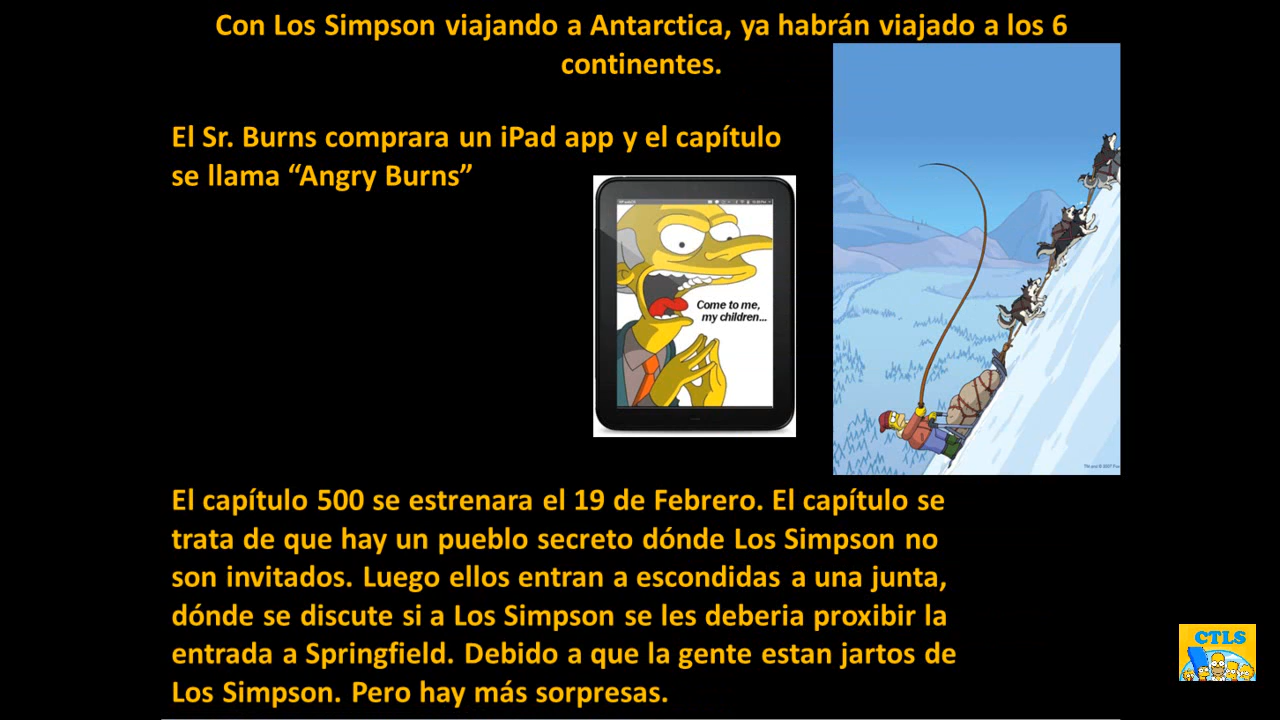 Con Los Simpson viajando a Antarctica, ya habrán viajado a los 6
continentes.
El Sr. Burns comprara un iPad app y el capítulo
se llama “Angry Burns”
Come to me,
my children...
El capítulo 500 se estrenara el 19 de Febrero. El capítulo se
trata de que hay un pueblo secreto dónde Los Simpson no
son invitados. Luego ellos entran a escondidas a una junta,
dónde se discute si a Los Simpson se les deberia proxibir la
entrada a Springfield. Debido a que la gente estan jartos de
Los Simpson. Pero hay más sorpresas.
CTLS